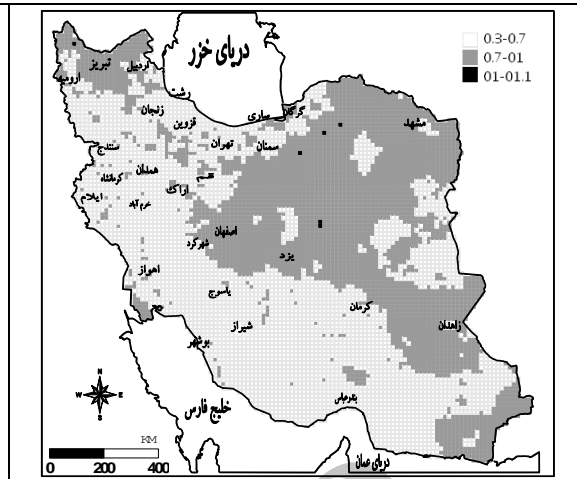 دریای خزر
0.3-0.7
0.7-01
01-01.1
تبریز
اردبیل
ارومیه
رشت
زنجان
قزوین
ساری
گرگان
مشهد
سنندج
تهران
سمنان
همدان
کرمانشاه
قم
اراک
ایلام
خرم آباد
اصفهان
شهرکرد
یزد
اهواز
یاسوج
کرمان
شیراز
زاهدان
بوشهر
بندرعباس
خلیج فارس
دریای عمان
N
W E
S
KM
0 200 400